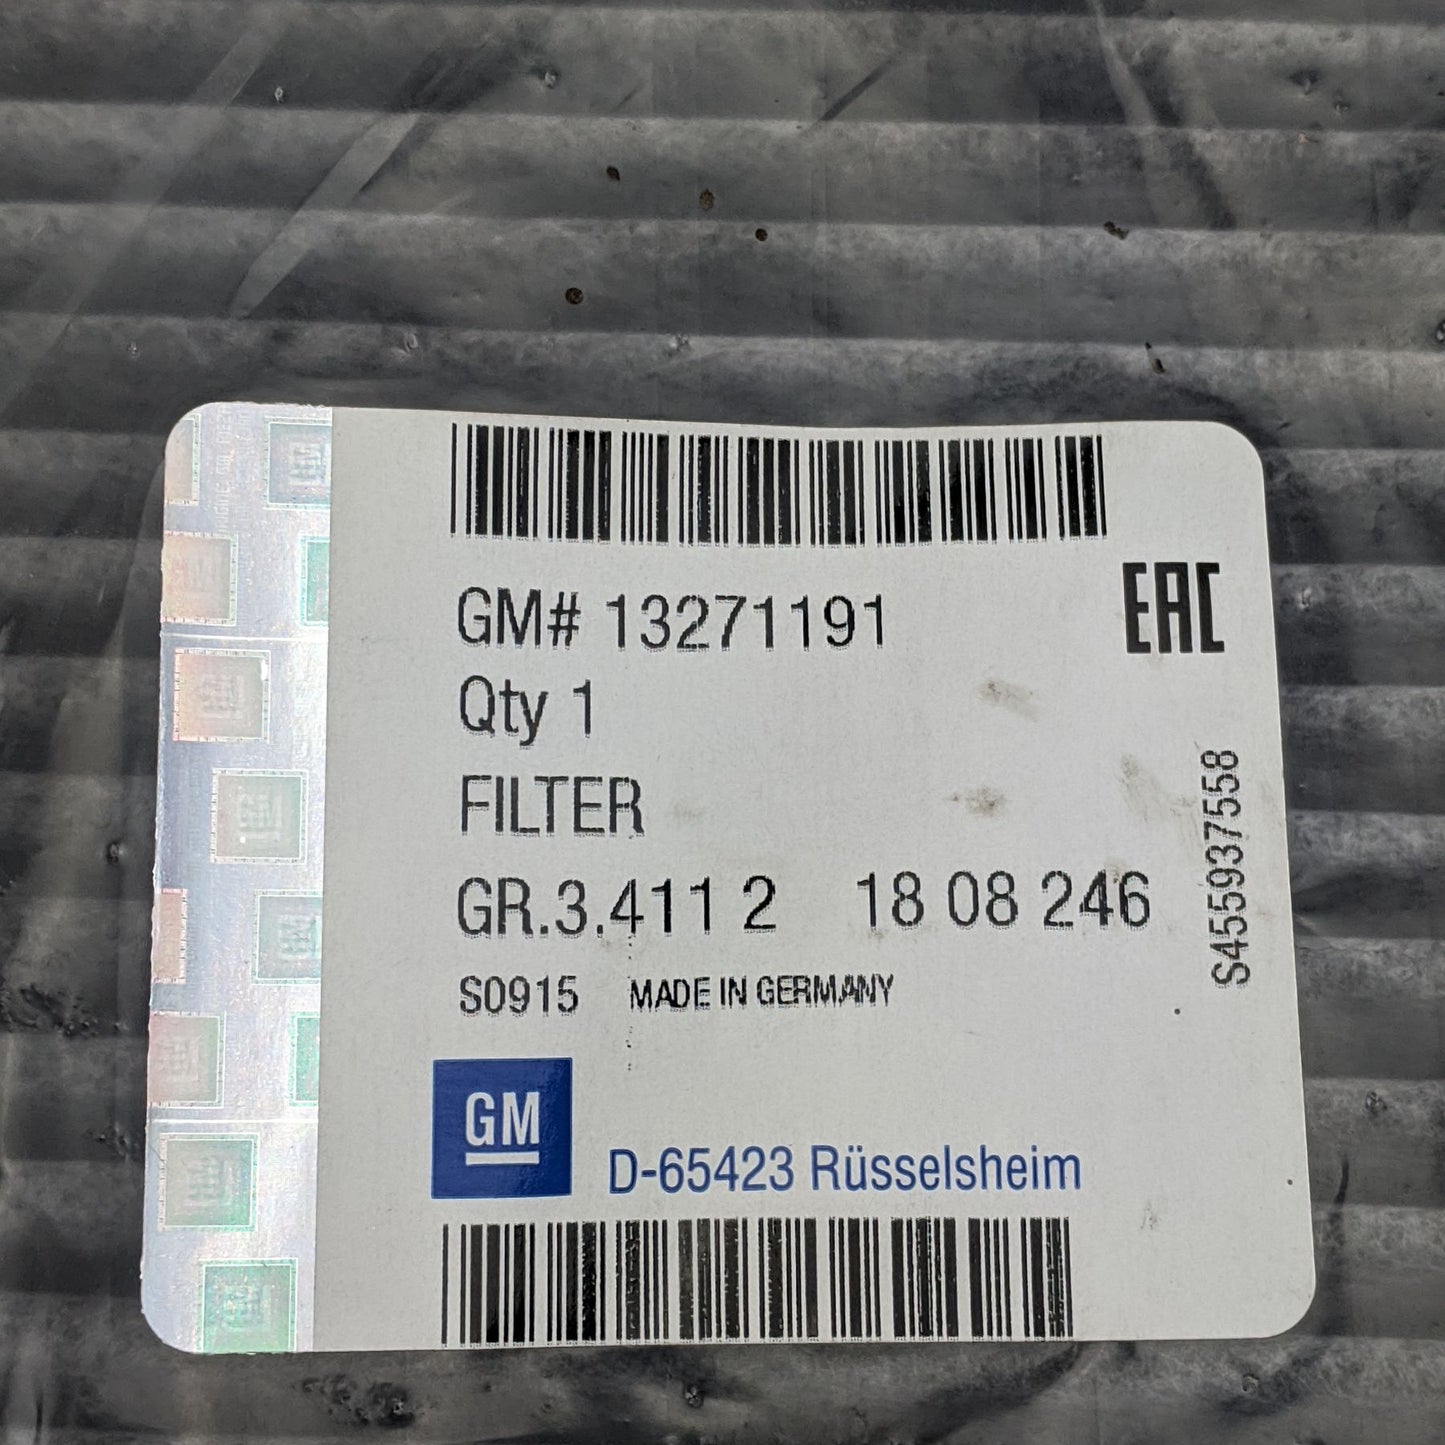 GM# 13271191
EAC
Qty 1
FILTER
GR.3.411 2 18 08 246
S0915 MADE IN GERMANY
S455937558
GM
D-65423 Rüsselsheim